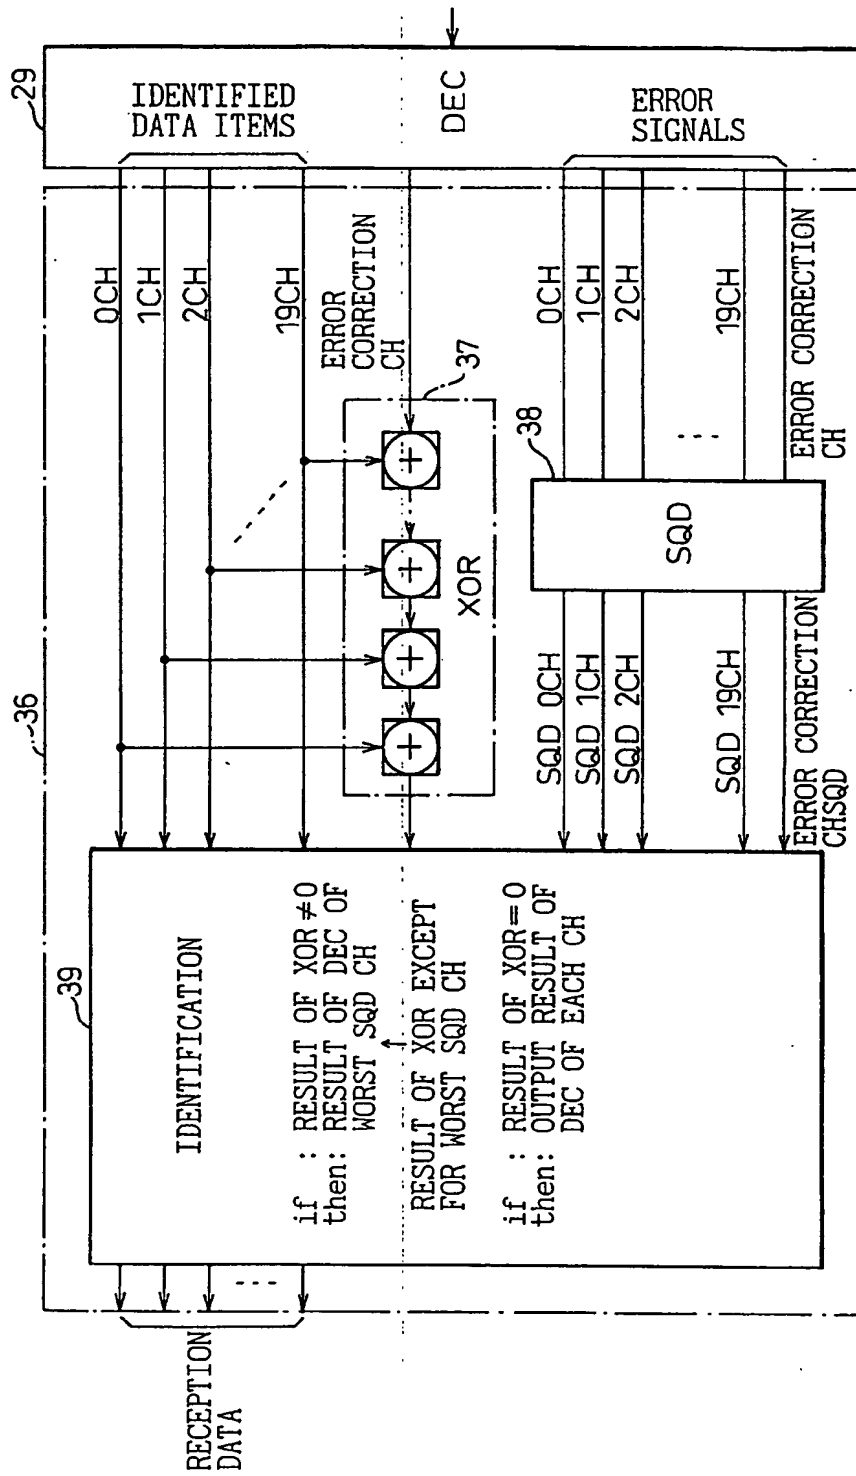 29
IDENTIFIED
DATA ITEMS
DEC
ERROR
SIGNALS
36
0CH
1CH
2CH
19CH
ERROR
CORRECTION
CH
37
XOR
0CH
1CH
2CH
19CH
ERROR CORRECTION
CH
38
SQD
SQD 0CH
SQD 1CH
SQD 2CH
SQD 19CH
ERROR CORRECTION
CHSQD
39
IDENTIFICATION
if : RESULT OF XOR≠0
then: RESULT OF DEC OF
WORST SQD CH
↑
RESULT OF XOR EXCEPT
FOR WORST SQD CH
if : RESULT OF XOR=0
then: OUTPUT RESULT OF
DEC OF EACH CH
RECEPTION
DATA